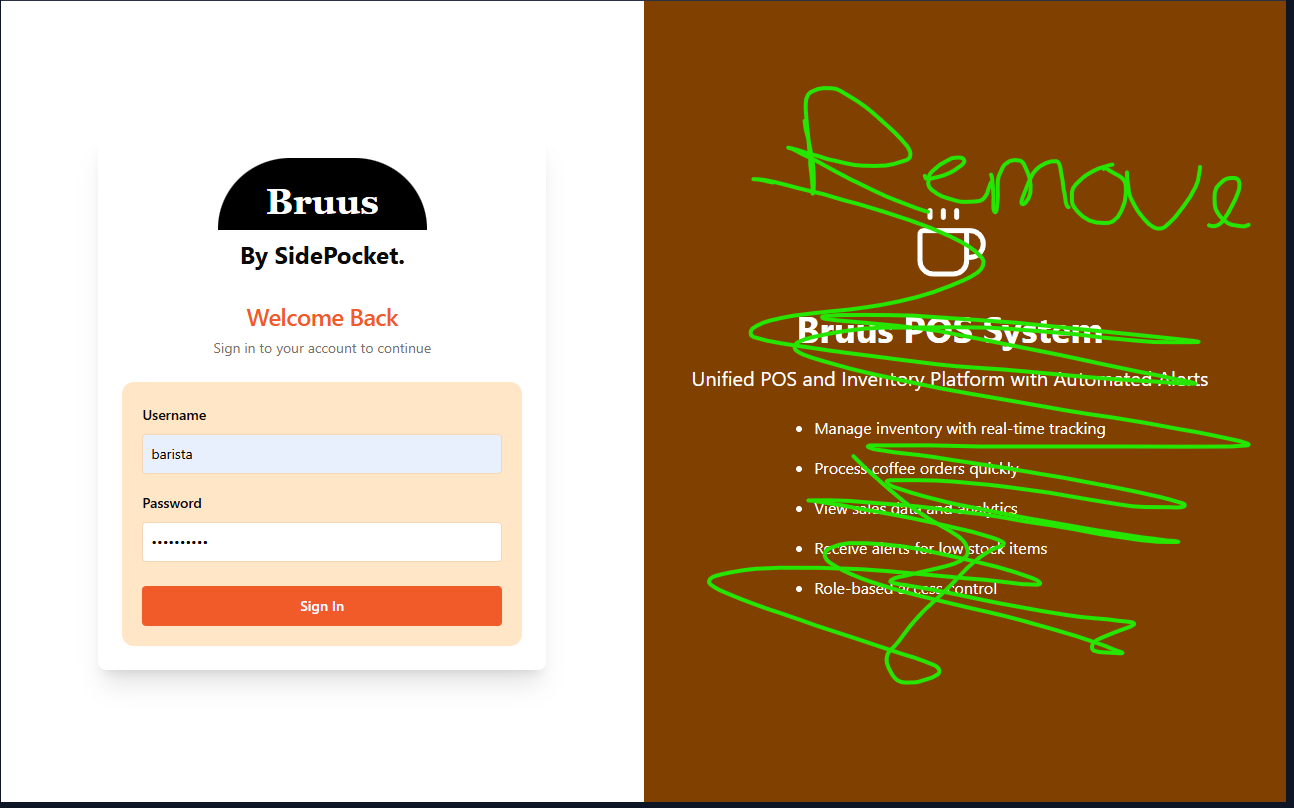 Bruus
By SidePocket.
Welcome Back
Sign in to your account to continue
Username
barista
Password
••••••••••
Sign In
Remove
Bruus POS System
Unified POS and Inventory Platform with Automated Alerts
Manage inventory with real-time tracking
Process coffee orders quickly
View sales data and analytics
Receive alerts for low stock items
Role-based access control